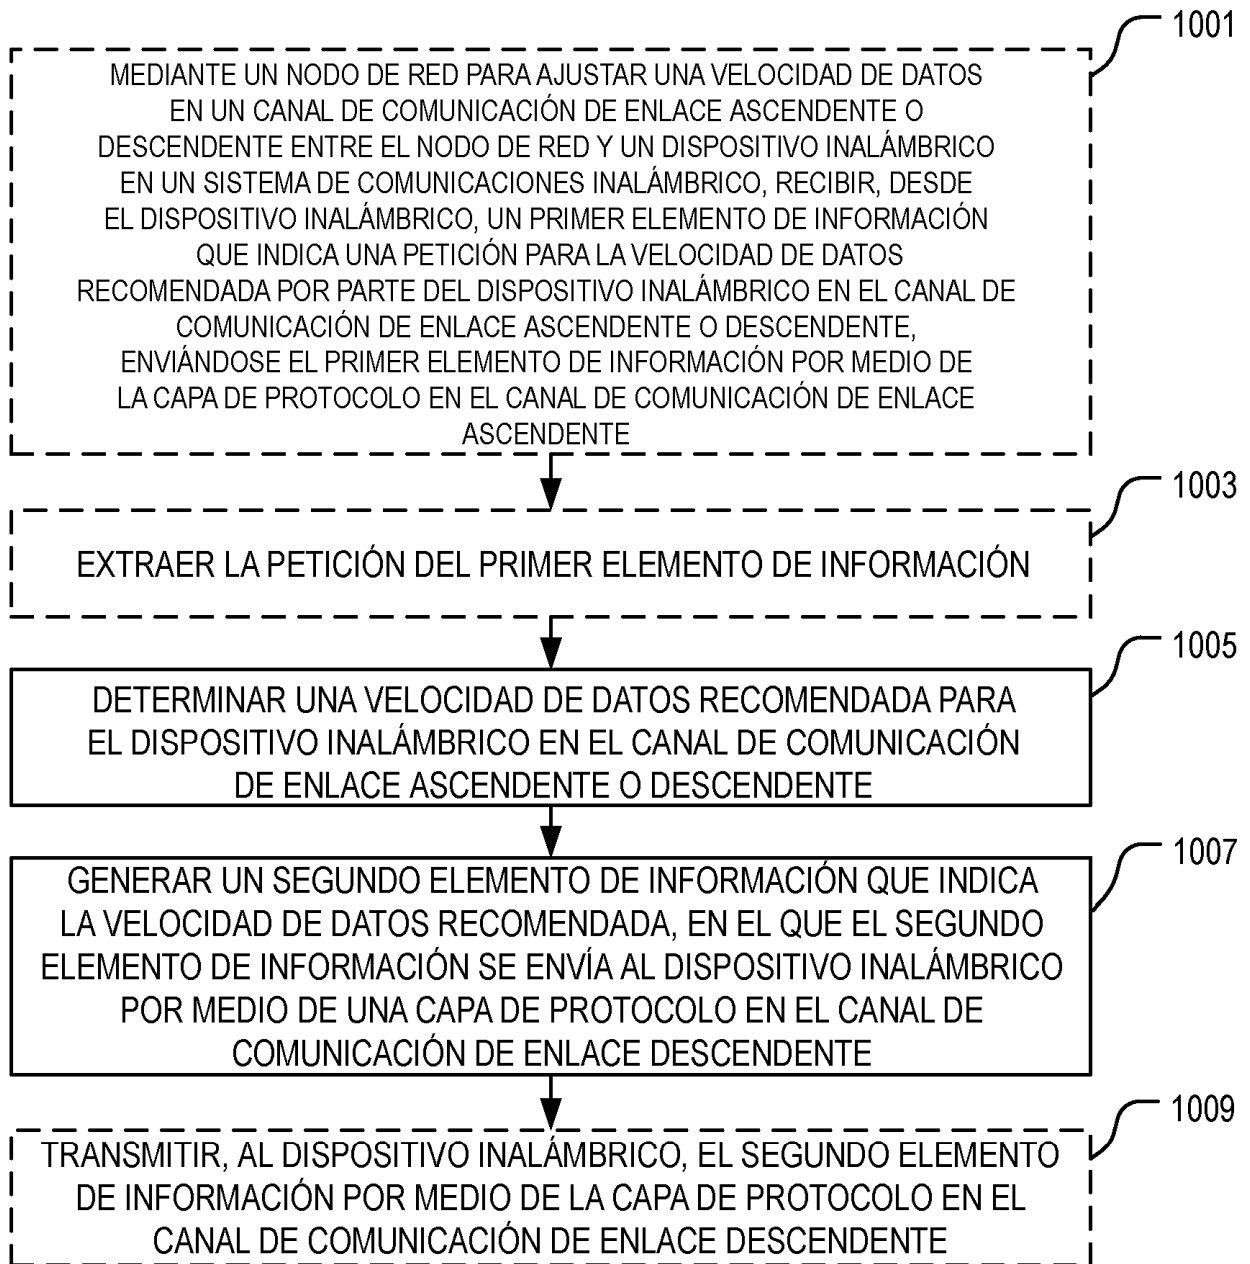 1001
MEDIANTE UN NODO DE RED PARA AJUSTAR UNA VELOCIDAD DE DATOS
EN UN CANAL DE COMUNICACIÓN DE ENLACE ASCENDENTE O
DESCENDENTE ENTRE EL NODO DE RED Y UN DISPOSITIVO INALÁMBRICO
EN UN SISTEMA DE COMUNICACIONES INALÁMBRICO, RECIBIR, DESDE
EL DISPOSITIVO INALÁMBRICO, UN PRIMER ELEMENTO DE INFORMACIÓN
QUE INDICA UNA PETICIÓN PARA LA VELOCIDAD DE DATOS
RECOMENDADA POR PARTE DEL DISPOSITIVO INALÁMBRICO EN EL CANAL DE
COMUNICACIÓN DE ENLACE ASCENDENTE O DESCENDENTE,
ENVIÁNDOSE EL PRIMER ELEMENTO DE INFORMACIÓN POR MEDIO DE
LA CAPA DE PROTOCOLO EN EL CANAL DE COMUNICACIÓN DE ENLACE
ASCENDENTE
1003
EXTRAER LA PETICIÓN DEL PRIMER ELEMENTO DE INFORMACIÓN
1005
DETERMINAR UNA VELOCIDAD DE DATOS RECOMENDADA PARA
EL DISPOSITIVO INALÁMBRICO EN EL CANAL DE COMUNICACIÓN
DE ENLACE ASCENDENTE O DESCENDENTE
1007
GENERAR UN SEGUNDO ELEMENTO DE INFORMACIÓN QUE INDICA
LA VELOCIDAD DE DATOS RECOMENDADA, EN EL QUE EL SEGUNDO
ELEMENTO DE INFORMACIÓN SE ENVÍA AL DISPOSITIVO INALÁMBRICO
POR MEDIO DE UNA CAPA DE PROTOCOLO EN EL CANAL DE
COMUNICACIÓN DE ENLACE DESCENDENTE
1009
TRANSMITIR, AL DISPOSITIVO INALÁMBRICO, EL SEGUNDO ELEMENTO
DE INFORMACIÓN POR MEDIO DE LA CAPA DE PROTOCOLO EN EL
CANAL DE COMUNICACIÓN DE ENLACE DESCENDENTE